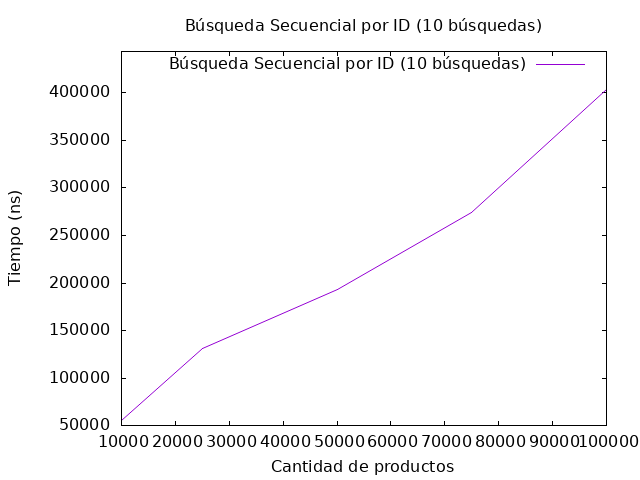 Búsqueda Secuencial por ID (10 búsquedas)
Búsqueda Secuencial por ID (10 búsquedas)
400000
350000
300000
250000
200000
150000
100000
50000
Tiempo (ns)
10000 20000 30000 40000 50000 60000 70000 80000 90000 100000
Cantidad de productos